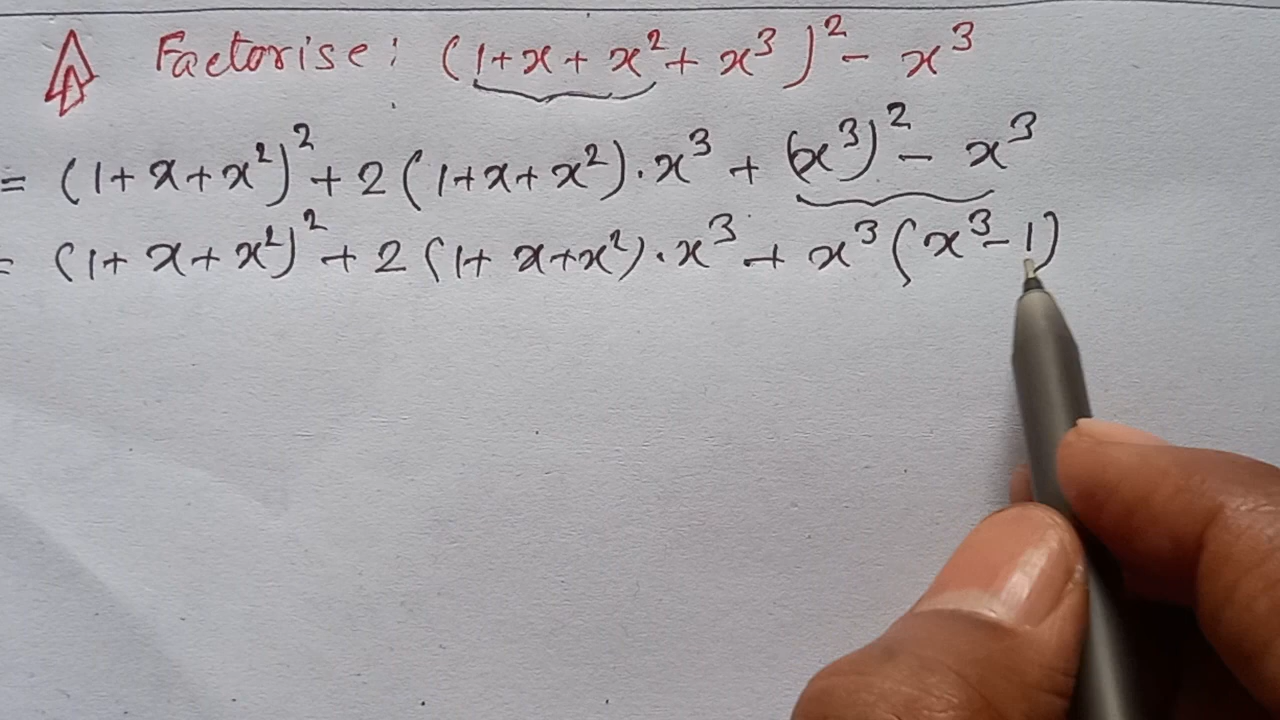 Factorise: (1+x+x²+x³)²-x³
= (1+x+x²)²+2(1+x+x²).x³+(x³)²-x³
= (1+x+x²)²+2(1+x+x²).x³+x³(x³-1)